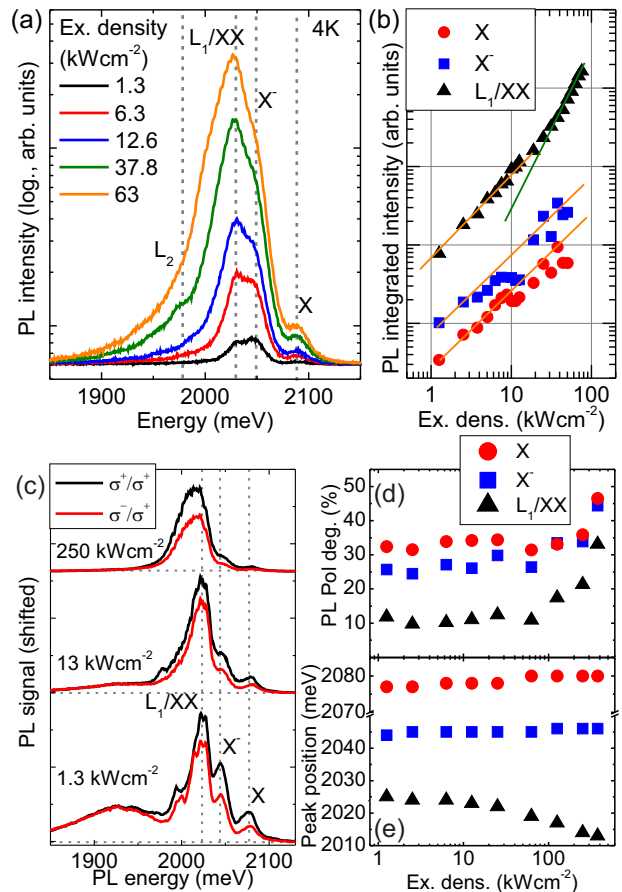 (a)
Ex. density
(kWcm-2)
1.3
6.3
12.6
37.8
63
L1/XX
4K
X-
L2
X
PL intensity (log., arb. units)
1900 2000 2100
Energy (meV)
(b)
X
X-
L1/XX
PL integrated intensity (arb. units)
1 10 100
Ex. dens. (kWcm-2)
(c)
σ+/σ+
σ-/σ+
250 kWcm-2
13 kWcm-2
L1/XX
X-
1.3 kWcm-2
X
PL signal (shifted)
1900 2000 2100
PL energy (meV)
X
X-
L1/XX
(d)
PL Pol deg. (%)
50
40
30
20
10
0
Peak position (meV)
2080
2070
2040
2030
2020
2010
(e)
1 10 100
Ex. dens. (kWcm-2)